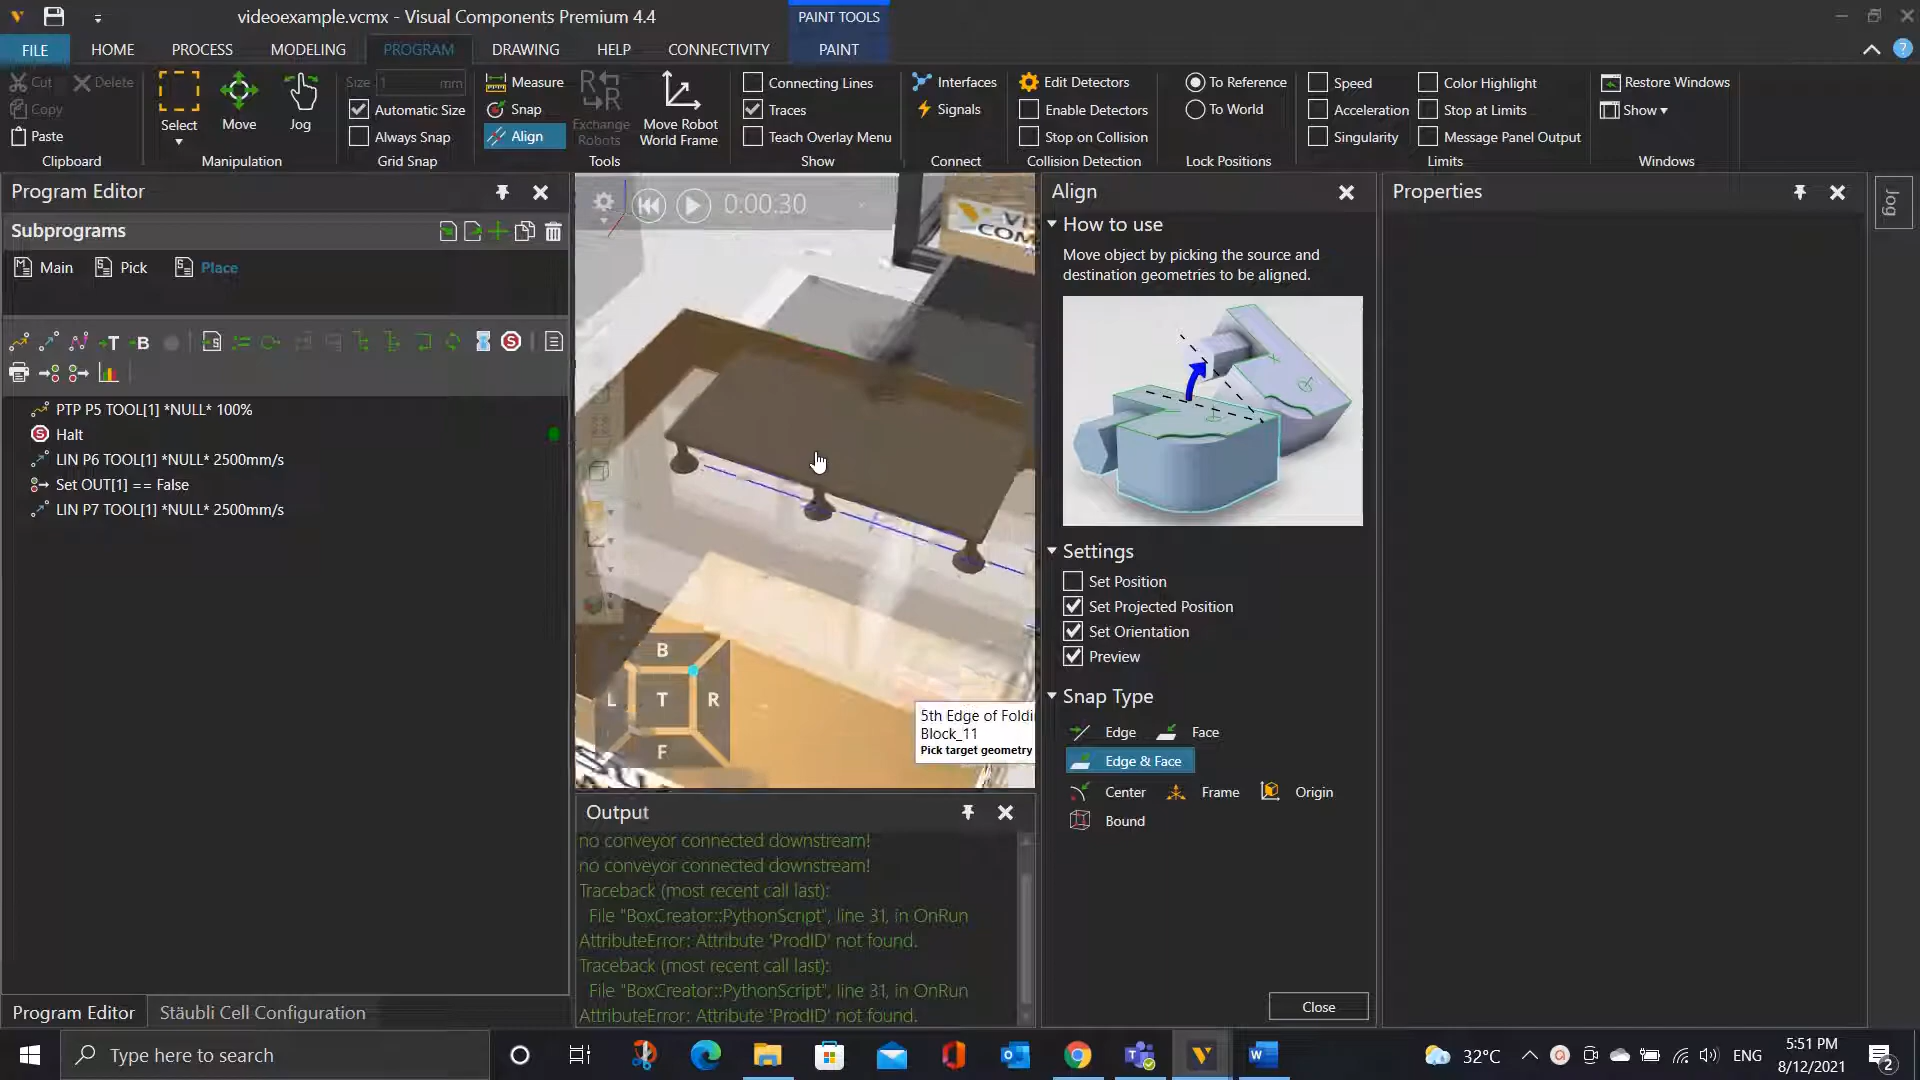 videoexample.vcmx - Visual Components Premium 4.4
PAINT TOOLS
FILE HOME PROCESS MODELING PROGRAM DRAWING HELP CONNECTIVITY PAINT
Cut Delete
Copy
Paste
Clipboard
Select
Move
Jog
Manipulation
Size 1 mm
Automatic Size
Always Snap
Grid Snap
Measure
Snap
Align
Exchange Robots
Move Robot World Frame
Tools
Connecting Lines
Traces
Teach Overlay Menu
Show
Interfaces
Signals
Connect
Edit Detectors
Enable Detectors
Stop on Collision
Collision Detection
To Reference
To World
Lock Positions
Speed
Acceleration
Singularity
Color Highlight
Stop at Limits
Message Panel Output
Limits
Restore Windows
Show
Windows
Program Editor
Subprograms
Main Pick Place
PTP P5 TOOL[1] *NULL* 100%
Halt
LIN P6 TOOL[1] *NULL* 2500mm/s
Set OUT[1] == False
LIN P7 TOOL[1] *NULL* 2500mm/s
Program Editor Stäubli Cell Configuration
0:00.30
B
L T R
F
5th Edge of Foldi
Block_11
Pick target geometry
Output
no conveyor connected downstream!
no conveyor connected downstream!
Traceback (most recent call last):
File "BoxCreator::PythonScript", line 31, in OnRun
AttributeError: Attribute 'ProdID' not found.
Traceback (most recent call last):
File "BoxCreator::PythonScript", line 31, in OnRun
AttributeError: Attribute 'ProdID' not found.
Align
How to use
Move object by picking the source and
destination geometries to be aligned.
Settings
Set Position
Set Projected Position
Set Orientation
Preview
Snap Type
Edge Face
Edge & Face
Center Frame Origin
Bound
Close
Properties
Jog
Type here to search
32°C
ENG
5:51 PM
8/12/2021
2